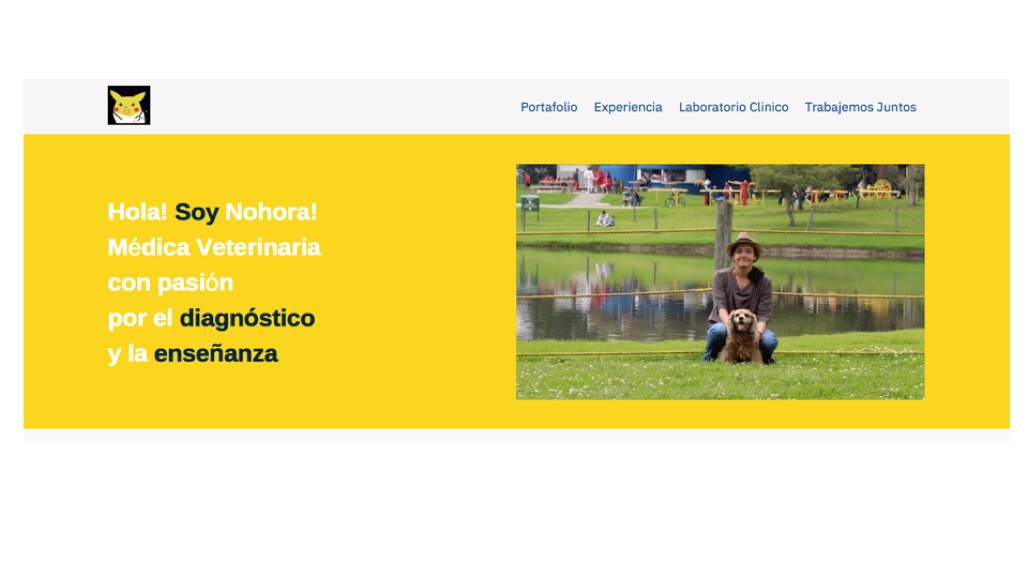 Portafolio Experiencia Laboratorio Clinico Trabajemos Juntos
Hola! Soy Nohora!
Médica Veterinaria
con pasión
por el diagnóstico
y la enseñanza